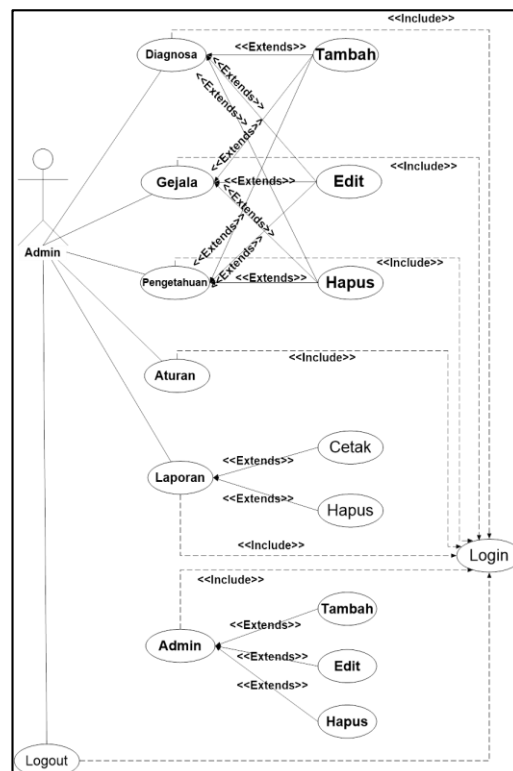 <<Include>>
Diagnosa
<<Extends>>
Tambah
<<Extends>>
<<Extends>>
<<Extends>>
<<Include>>
Gejala
<<Extends>>
Edit
<<Extends>>
Admin
<<Extends>>
<<Extends>>
<<Include>>
Pengetahuan
<<Extends>>
Hapus
<<Include>>
Aturan
Cetak
<<Extends>>
Laporan
<<Extends>>
Hapus
<<Include>>
Login
<<Include>>
Tambah
<<Extends>>
Admin
<<Extends>>
Edit
<<Extends>>
Hapus
Logout